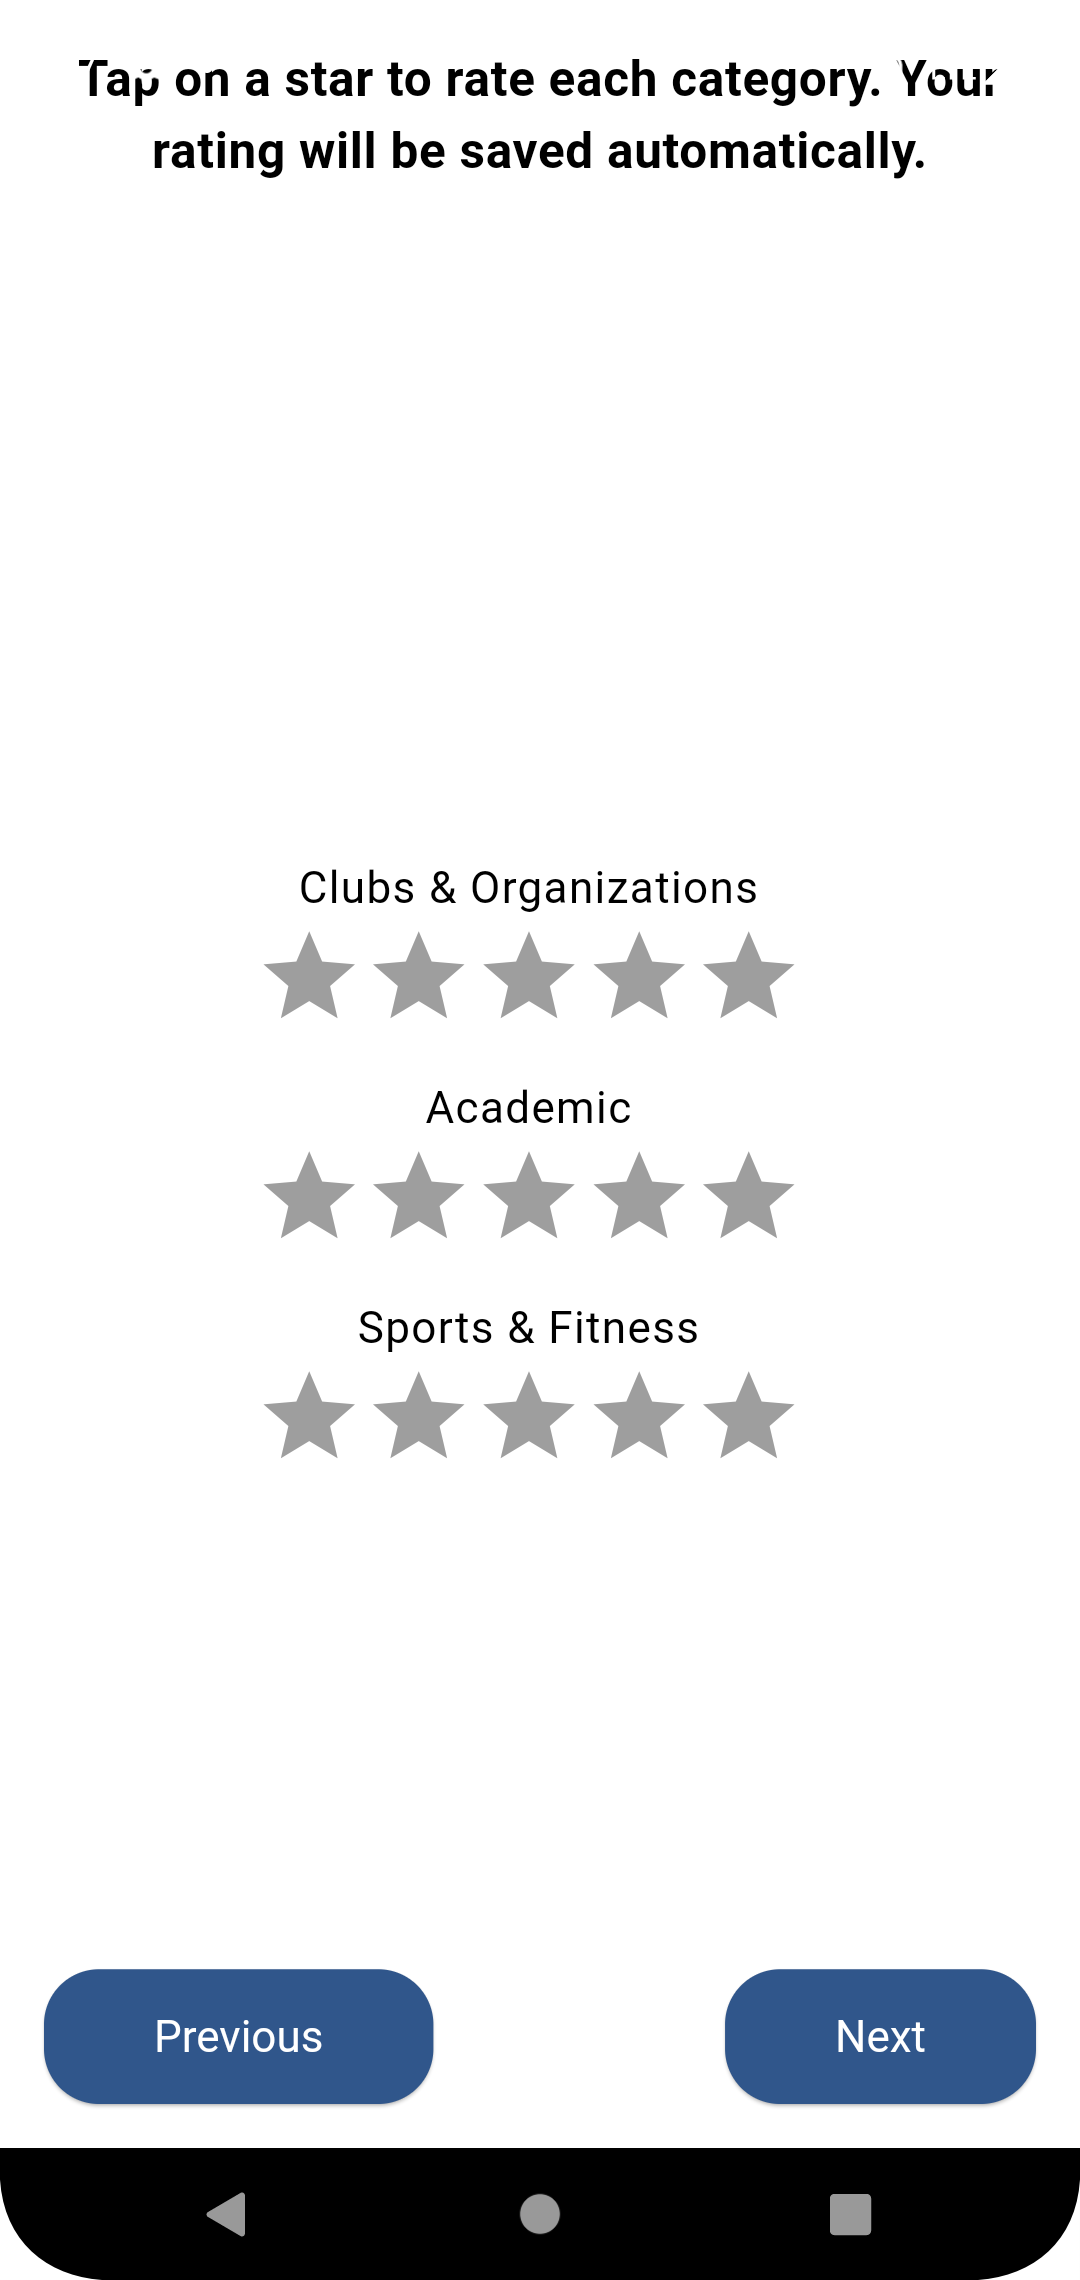 Tap on a star to rate each category. Your
rating will be saved automatically.
Clubs & Organizations
Academic
Sports & Fitness
Previous
Next